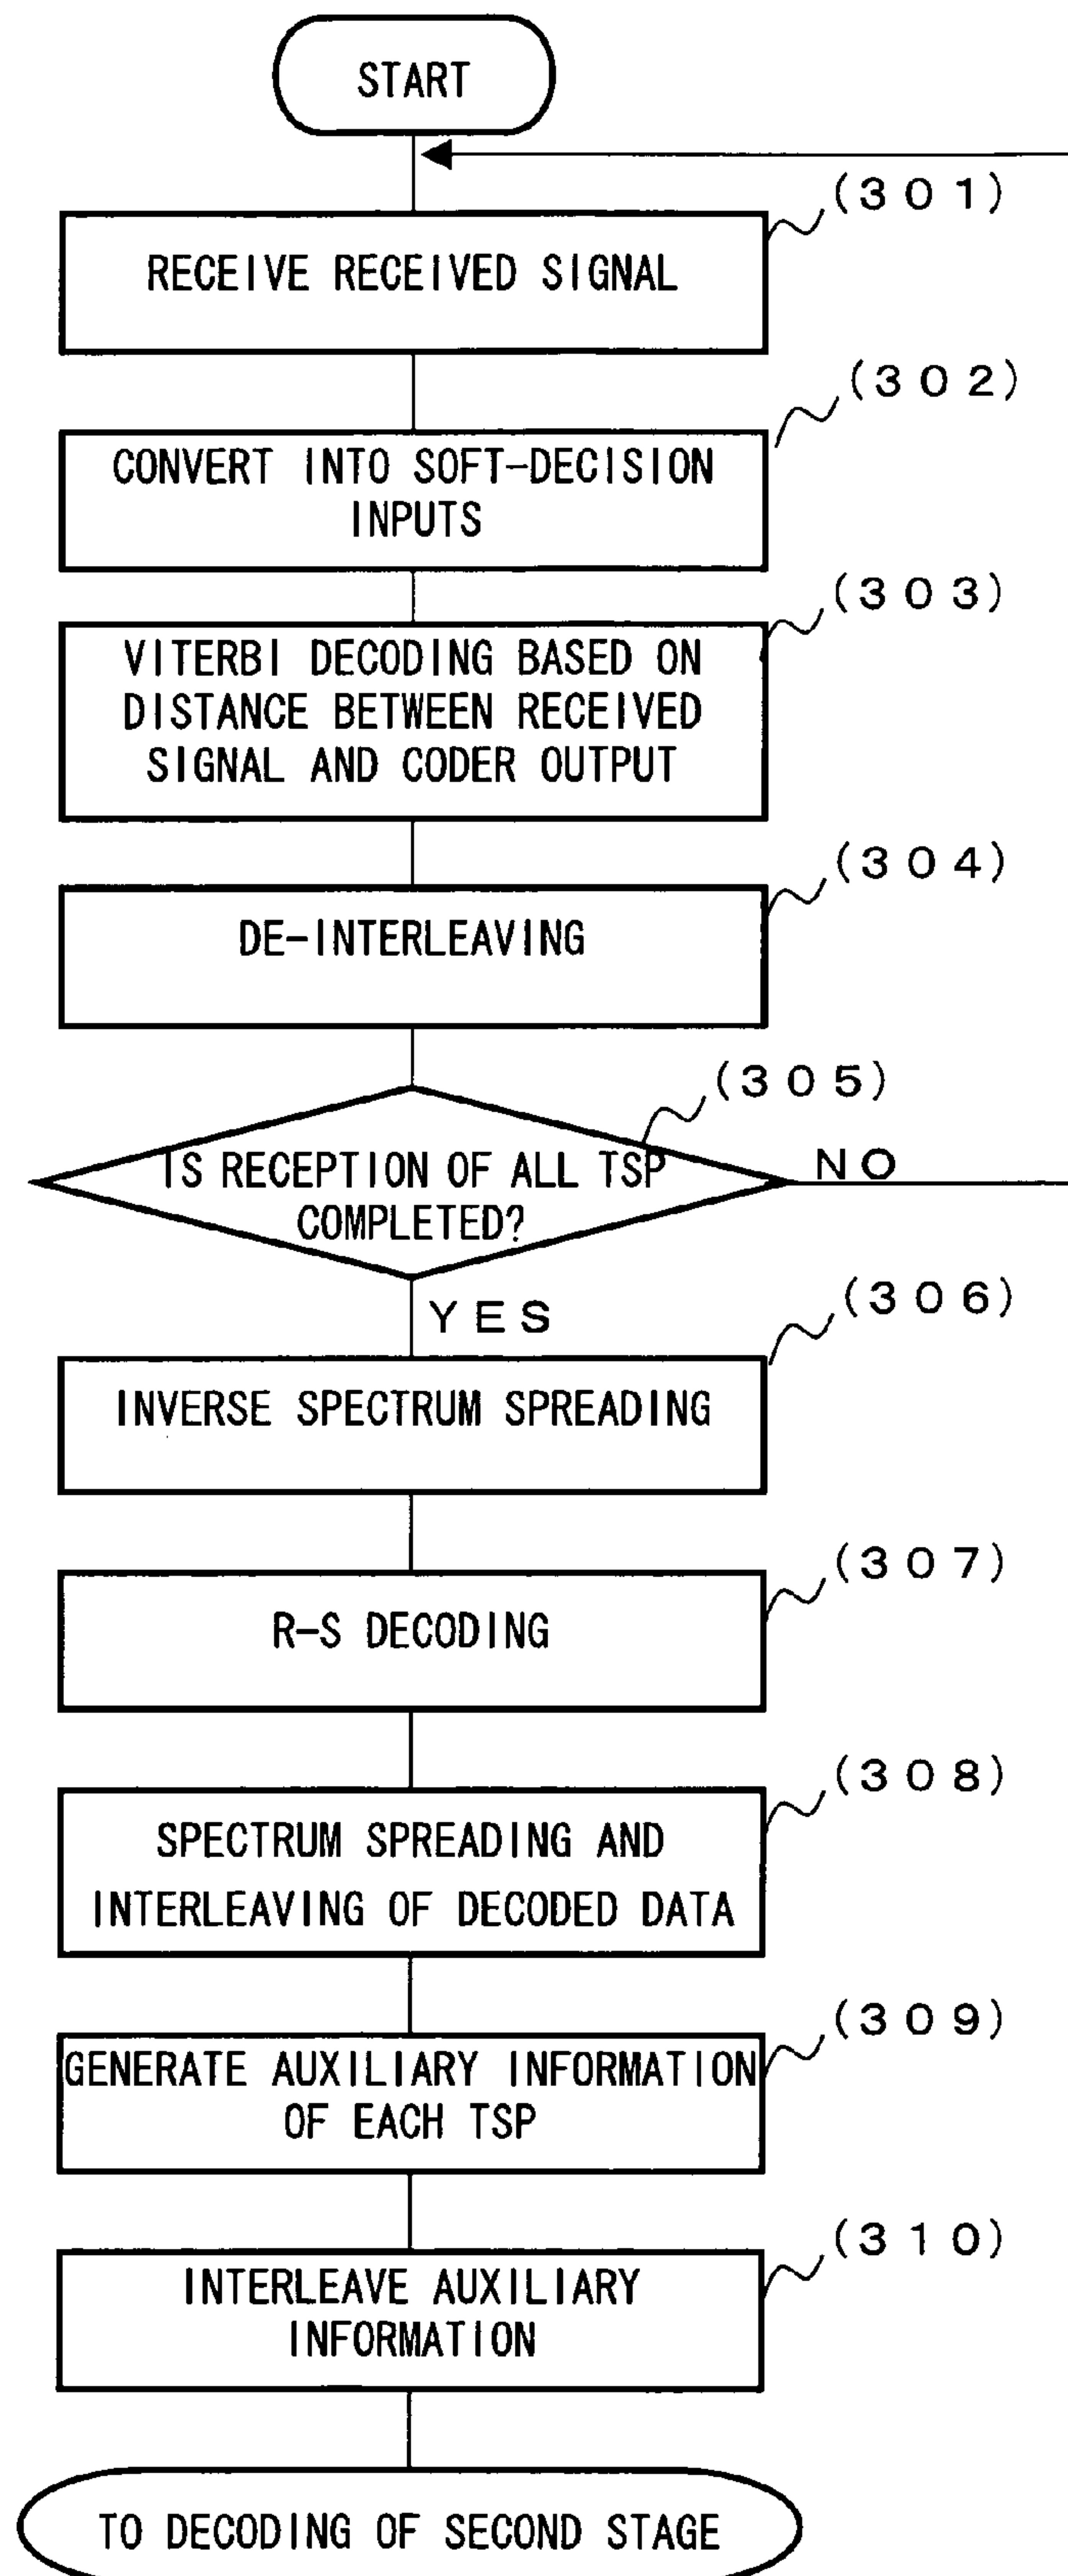 START
(301)
RECEIVE RECEIVED SIGNAL
(302)
CONVERT INTO SOFT-DECISION
INPUTS
(303)
VITERBI DECODING BASED ON
DISTANCE BETWEEN RECEIVED
SIGNAL AND CODER OUTPUT
(304)
DE-INTERLEAVING
(305)
IS RECEPTION OF ALL TSP
COMPLETED?
NO
YES
(306)
INVERSE SPECTRUM SPREADING
(307)
R-S DECODING
(308)
SPECTRUM SPREADING AND
INTERLEAVING OF DECODED DATA
(309)
GENERATE AUXILIARY INFORMATION
OF EACH TSP
(310)
INTERLEAVE AUXILIARY
INFORMATION
TO DECODING OF SECOND STAGE